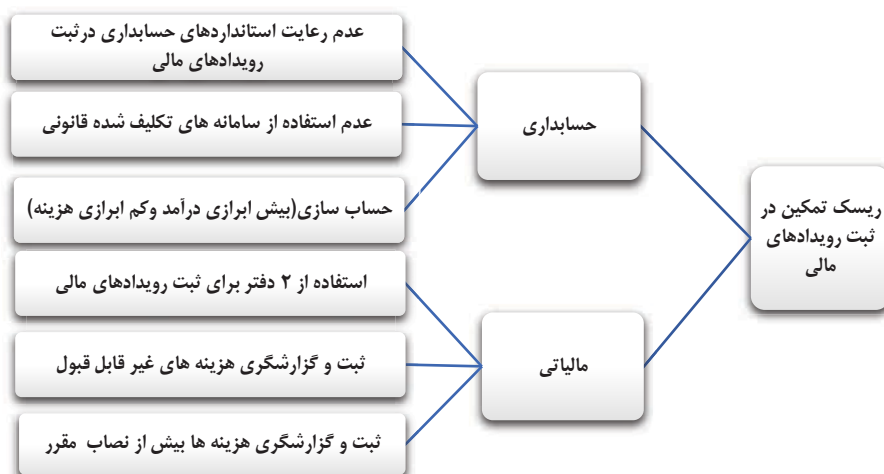 ریسک تمکین در
ثبت رویدادهای
مالی
حسابداری
عدم رعایت استانداردهای حسابداری درثبت
رویدادهای مالی
عدم استفاده از سامانه های تکلیف شده قانونی
حساب سازی(بیش ابرازی درآمد وکم ابرازی هزینه)
مالیاتی
استفاده از ۲ دفتر برای ثبت رویدادهای مالی
ثبت و گزارشگری هزینه های غیر قابل قبول
ثبت و گزارشگری هزینه ها بیش از نصاب مقرر